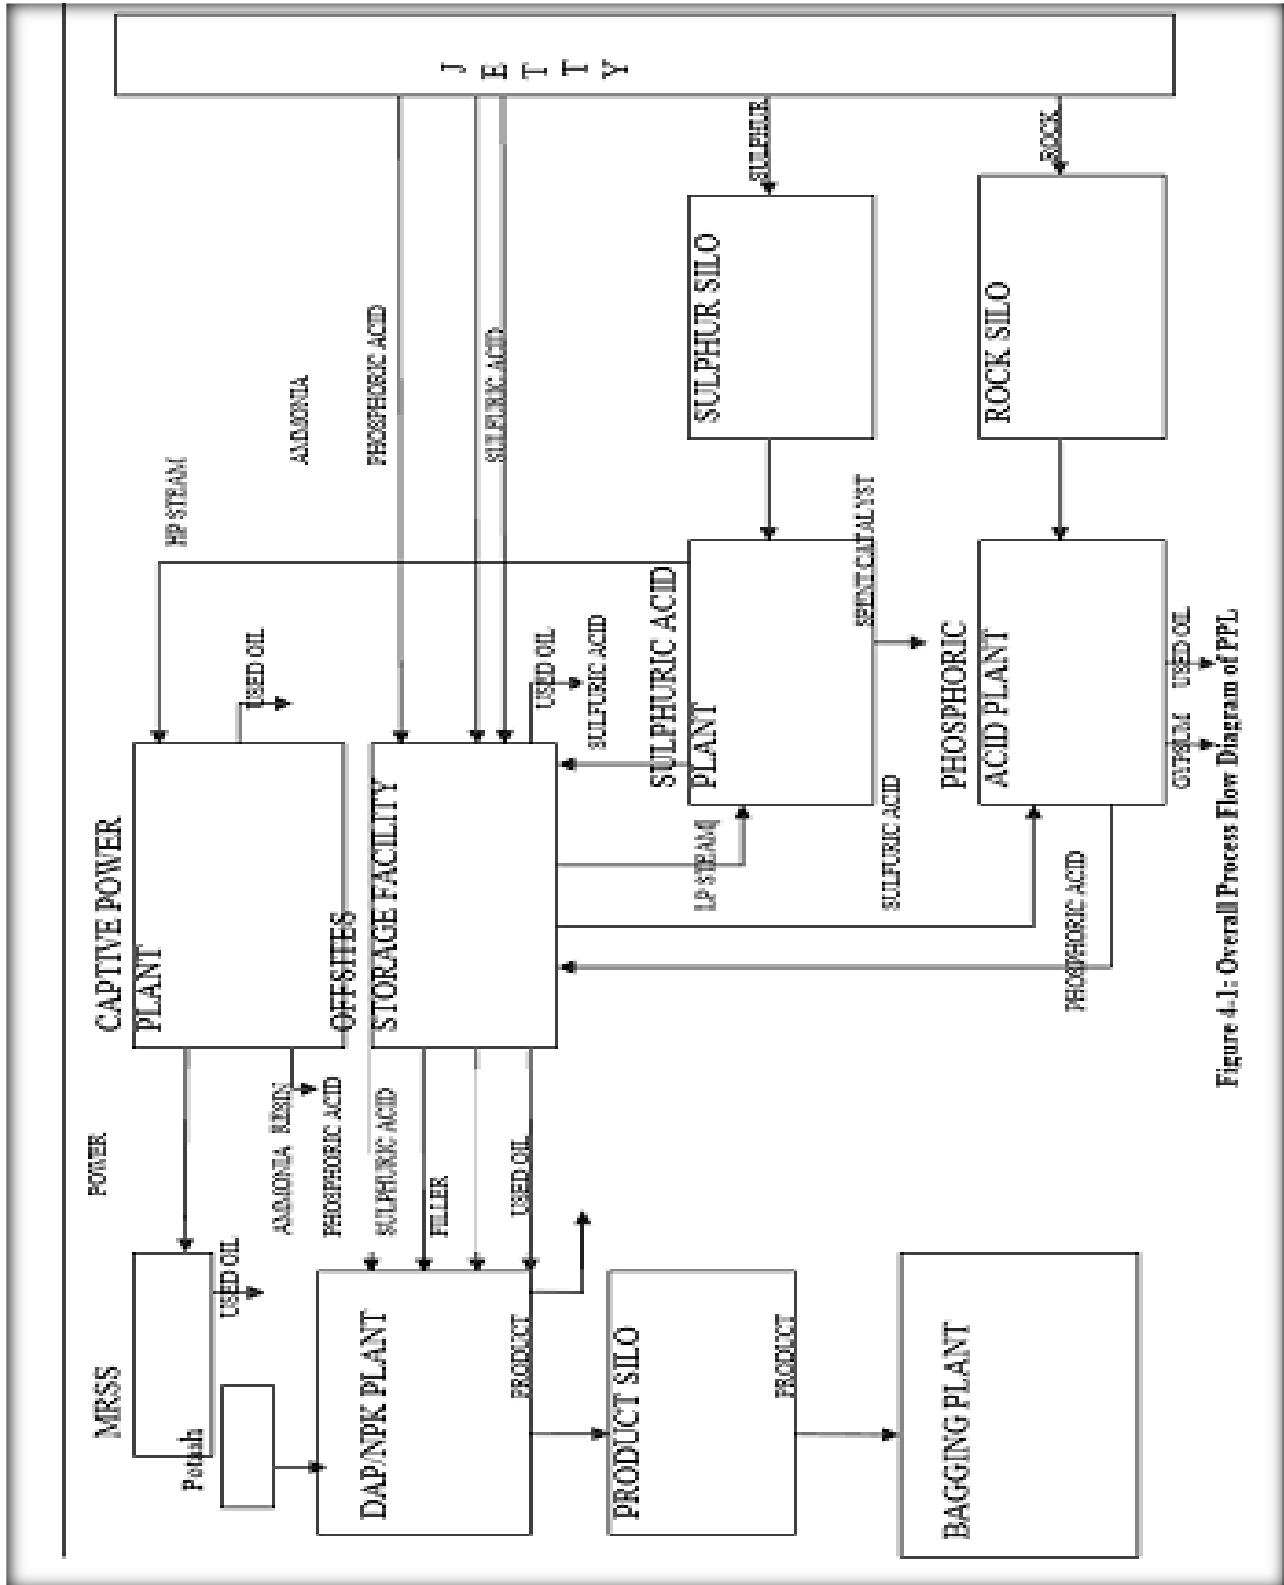 MRSS
POWER
CAPTIVE POWER
PLANT
HP STEAM
Potash
USED OIL
AMMONIA RESIN
PHOSPHORIC ACID
USED OIL
AMMONIA
OFFSITES
STORAGE FACILITY
PHOSPHORIC ACID
DAP/NPK PLANT
SULPHURIC ACID
FILLER
USED OIL
SULFURIC ACID
J
E
T
T
Y
PRODUCT
USED OIL
SULFURIC ACID
PRODUCT SILO
SULPHURIC ACID
PLANT
LP STEAM
SULPHUR SILO
SULPHUR
PRODUCT
SULFURIC ACID
SPENT CATALYST
BAGGING PLANT
PHOSPHORIC
ACID PLANT
ROCK SILO
ROCK
PHOSPHORIC ACID
GYPSUM
USED OIL
Figure 4-1: Overall Process Flow Diagram of PPL